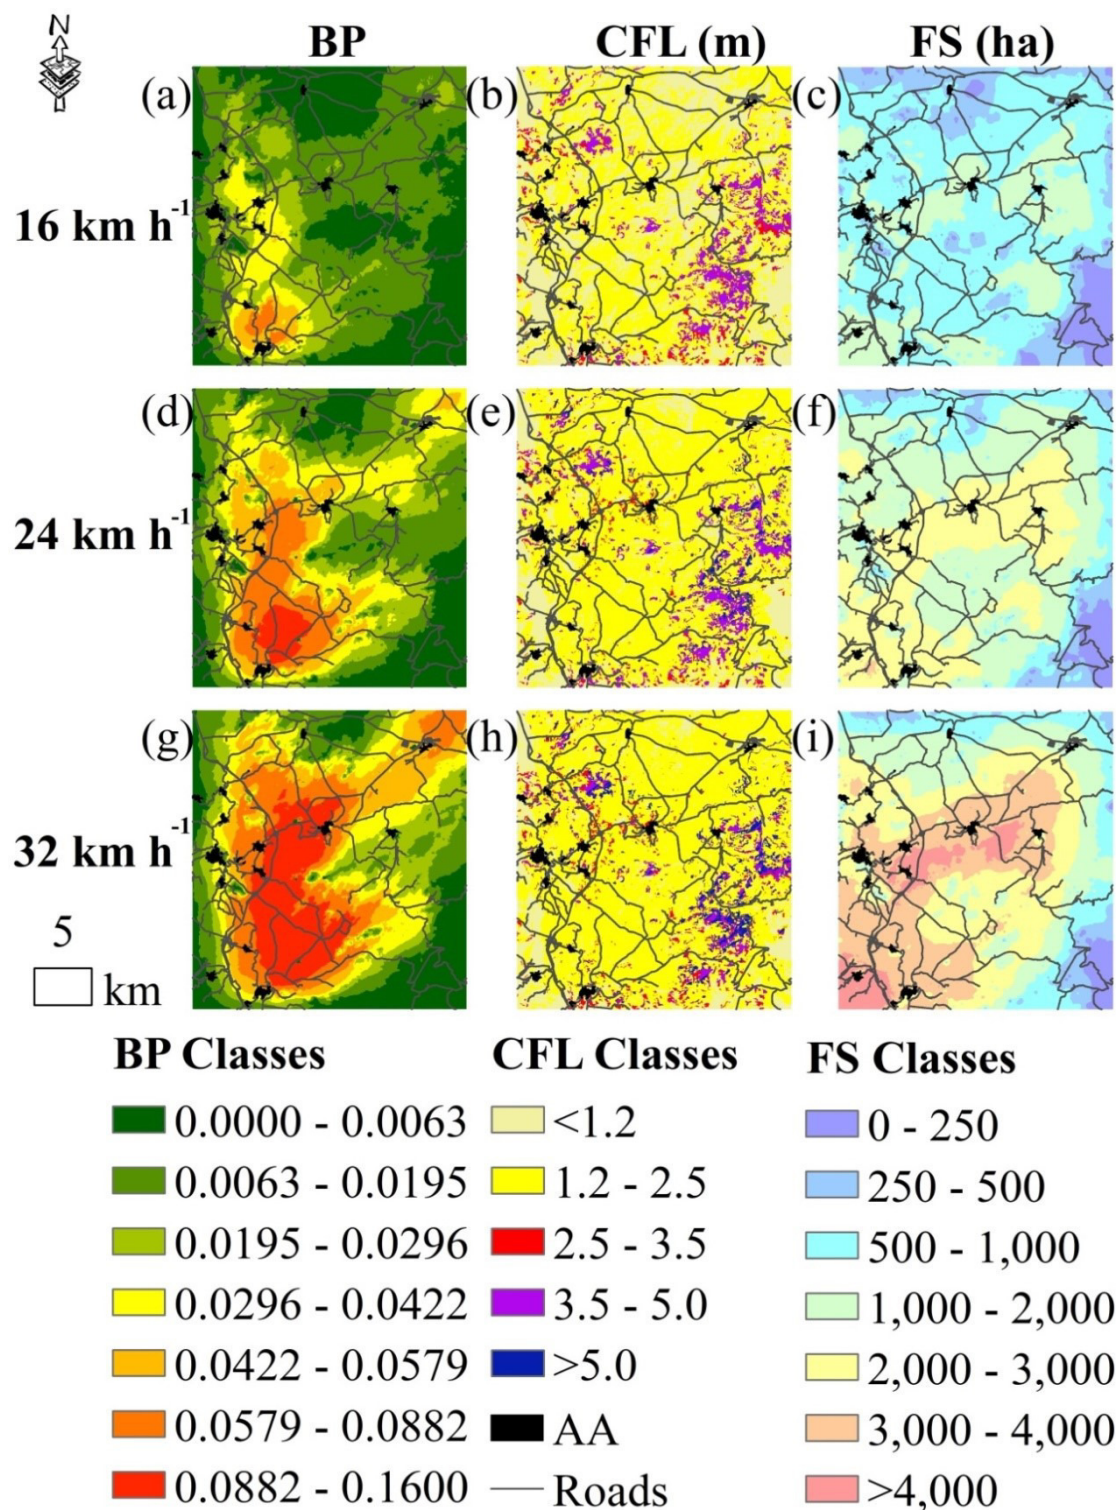 N
BP CFL (m) FS (ha)
(a) (b) (c)
16 km h-1
(d) (e) (f)
24 km h-1
(g) (h) (i)
32 km h-1
5
km
BP Classes
0.0000 - 0.0063
0.0063 - 0.0195
0.0195 - 0.0296
0.0296 - 0.0422
0.0422 - 0.0579
0.0579 - 0.0882
0.0882 - 0.1600
CFL Classes
<1.2
1.2 - 2.5
2.5 - 3.5
3.5 - 5.0
>5.0
AA
Roads
FS Classes
0 - 250
250 - 500
500 - 1,000
1,000 - 2,000
2,000 - 3,000
3,000 - 4,000
>4,000